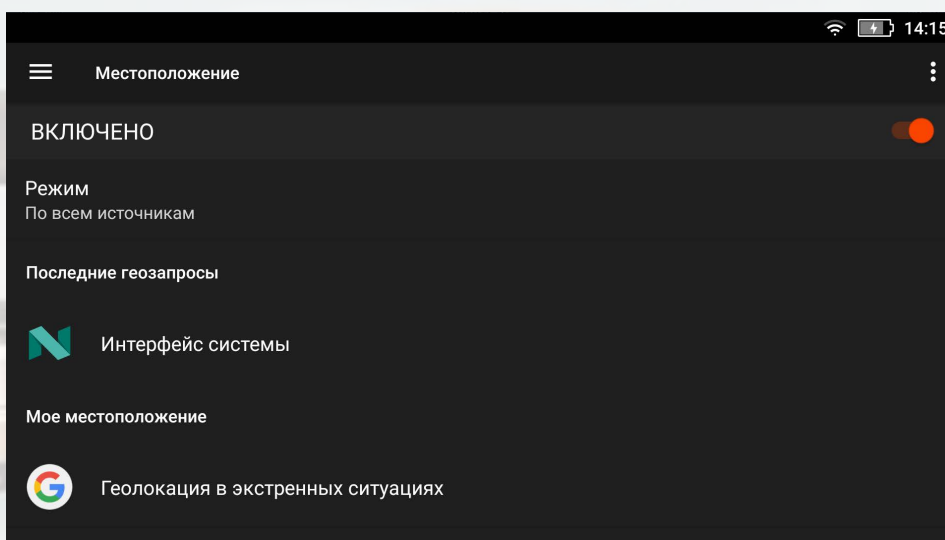 14:15
Местоположение
ВКЛЮЧЕНО
Режим
По всем источникам
Последние геозапросы
Интерфейс системы
Мое местоположение
Геолокация в экстренных ситуациях